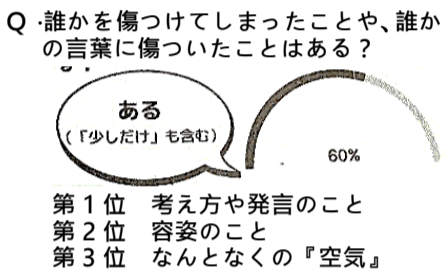 Q・誰かを傷つけてしまったことや、誰か
の言葉に傷ついたことはある？
ある
（「少しだけ」も含む）
60%
第1位 考え方や発言のこと
第2位 容姿のこと
第3位 なんとなくの『空気』